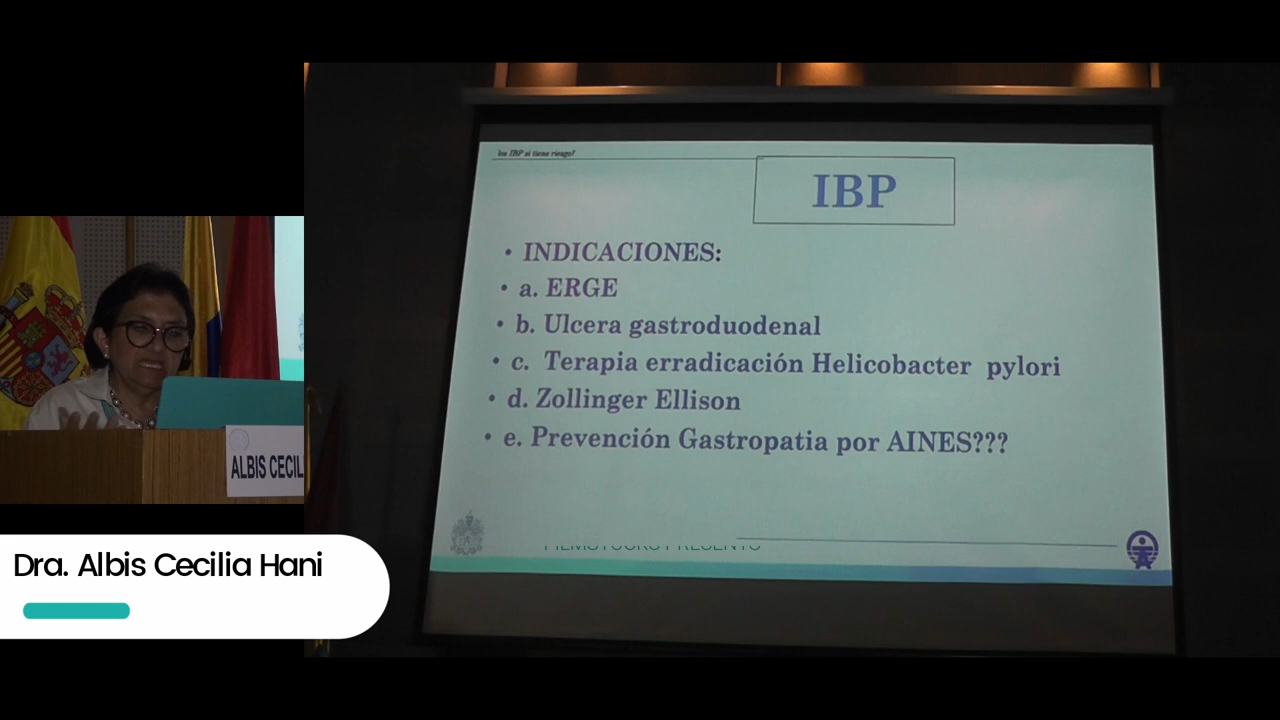 los IBP si tiene riesgo?
IBP
• INDICACIONES:
• a. ERGE
• b. Ulcera gastroduodenal
• c. Terapia erradicación Helicobacter pylori
• d. Zollinger Ellison
• e. Prevención Gastropatia por AINES???
ALBIS CECIL
Dra. Albis Cecilia Hani